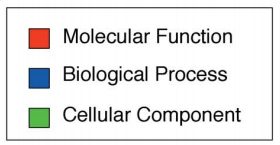 Molecular Function
Biological Process
Cellular Component